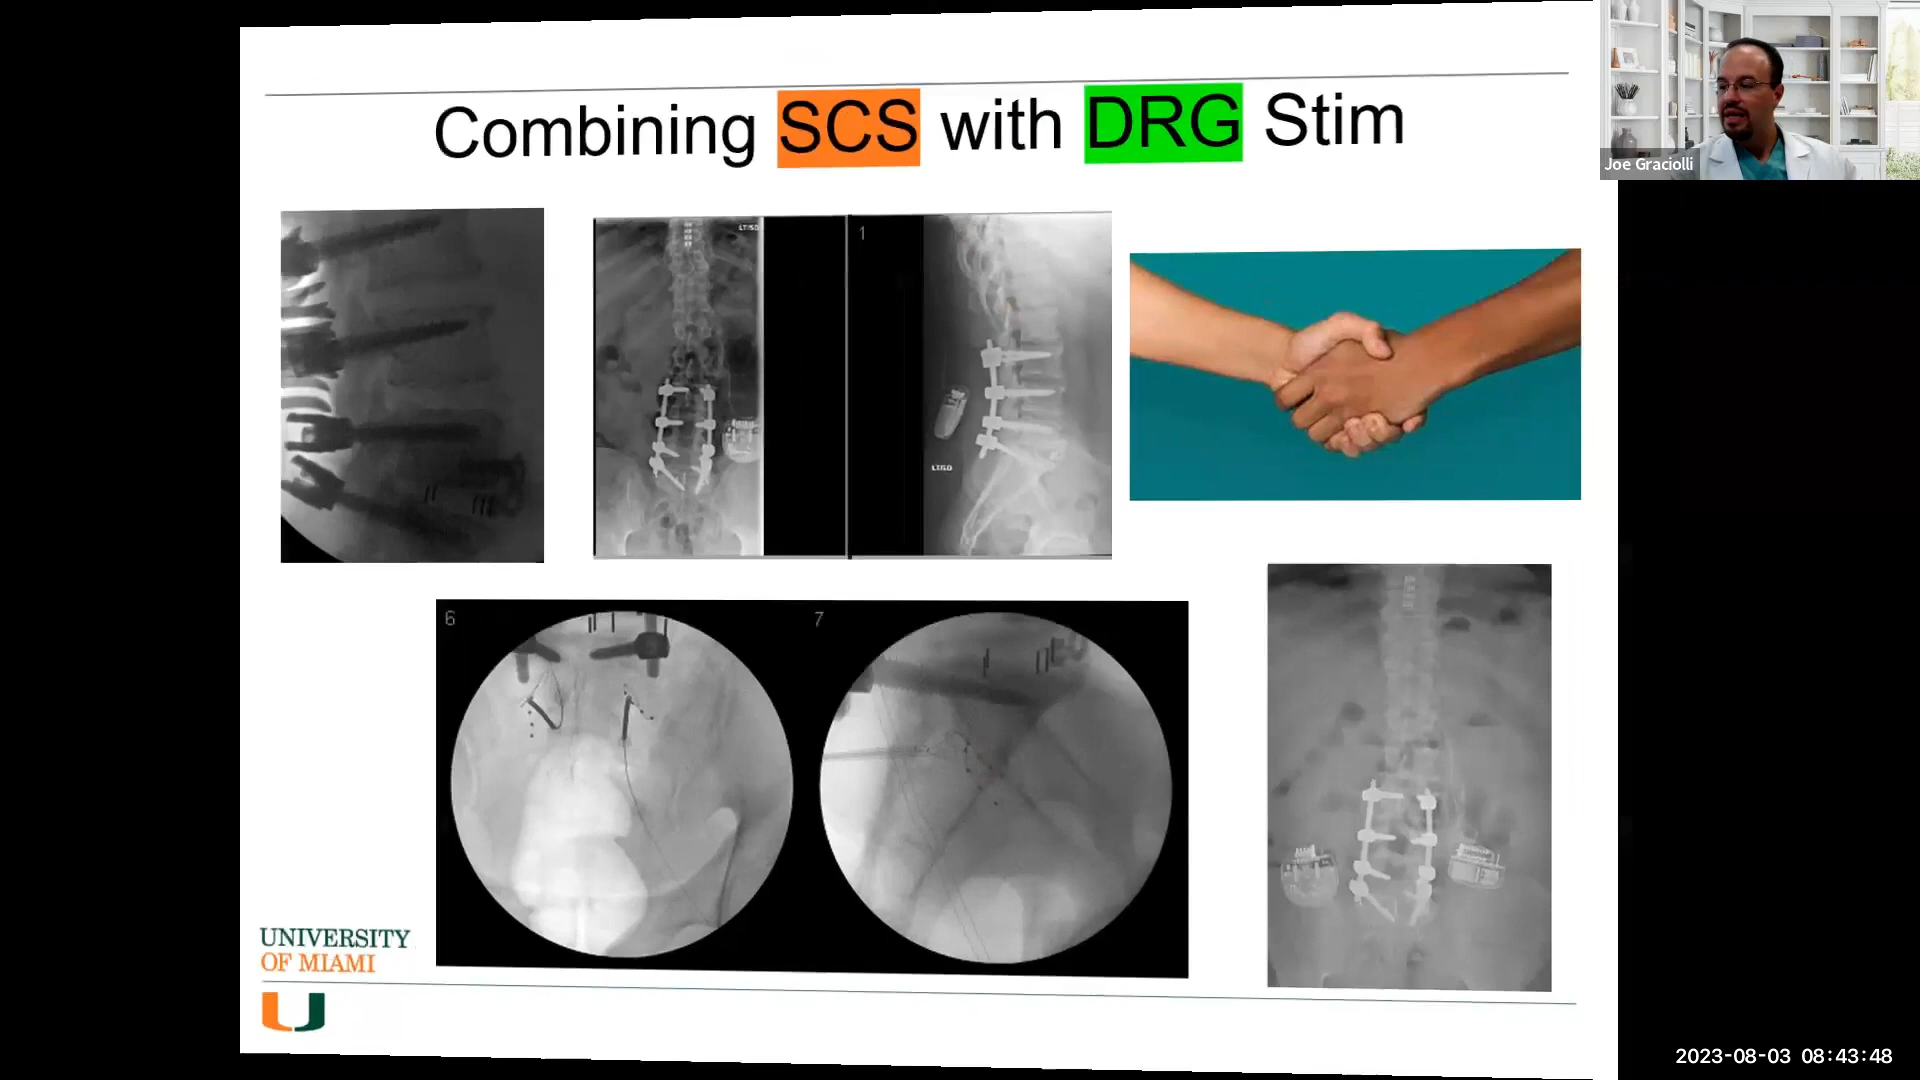 Combining SCS with DRG Stim
Joe Graciolli
LT/SD
1
LT/SD
6
7
UNIVERSITY
OF MIAMI
2023-08-03 08:43:48